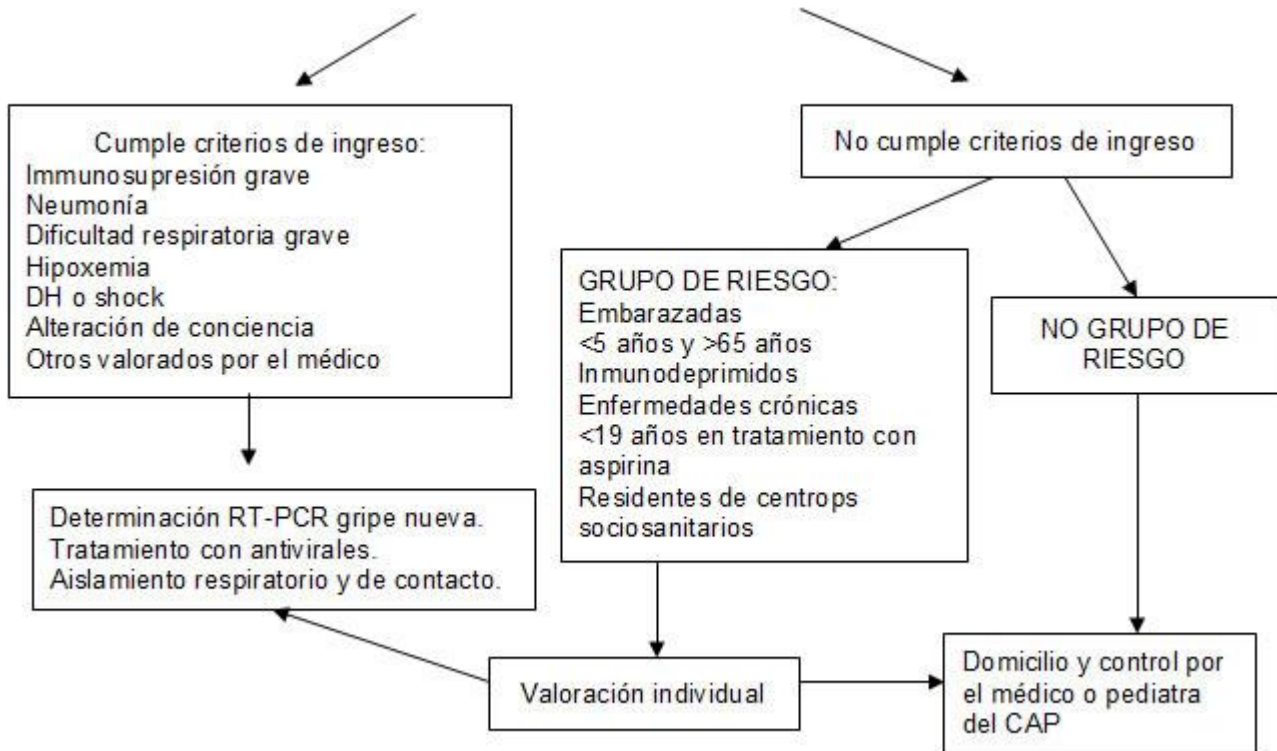 Cumple criterios de ingreso:
Immunosupresión grave
Neumonía
Dificultad respiratoria grave
Hipoxemia
DH o shock
Alteración de conciencia
Otros valorados por el médico
No cumple criterios de ingreso
GRUPO DE RIESGO:
Embarazadas
<5 años y >65 años
Inmunodeprimidos
Enfermedades crónicas
<19 años en tratamiento con
aspirina
Residentes de centrops
sociosanitarios
NO GRUPO DE
RIESGO
Determinación RT-PCR gripe nueva.
Tratamiento con antivirales.
Aislamiento respiratorio y de contacto.
Valoración individual
Domicilio y control por
el médico o pediatra
del CAP